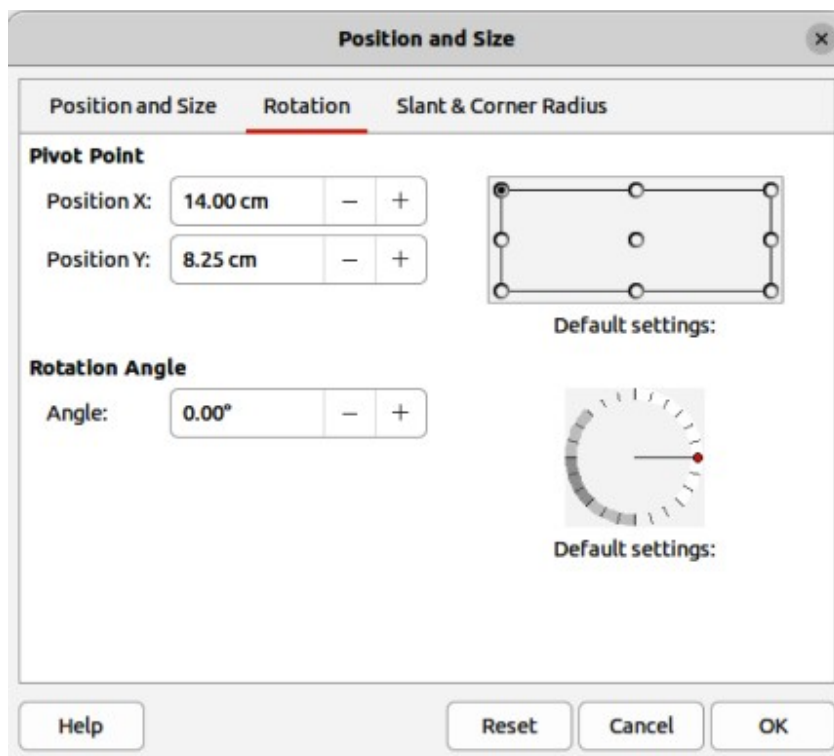 Position and Size
Position and Size Rotation Slant & Corner Radius
Pivot Point
Position X: 14.00 cm − +
Position Y: 8.25 cm − +
Default settings:
Rotation Angle
Angle: 0.00° − +
Default settings:
Help Reset Cancel OK